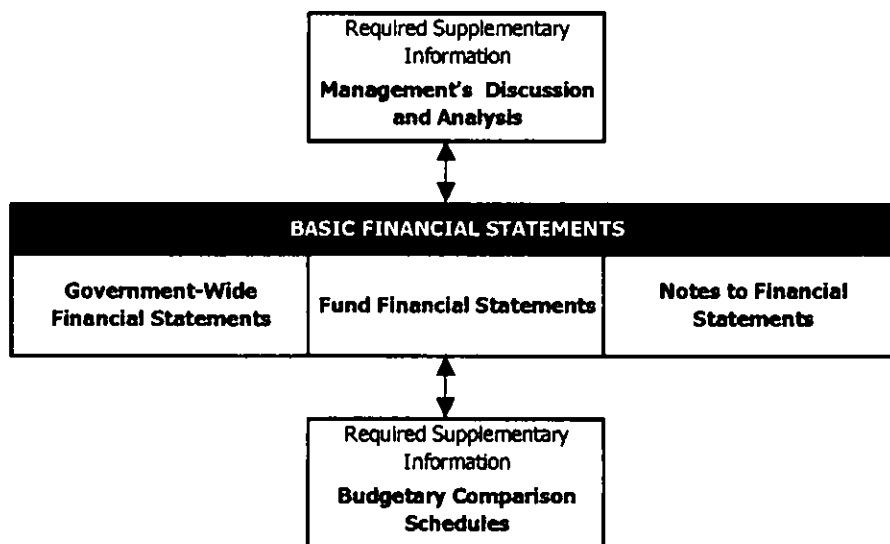 Required Supplementary
Information
Management's Discussion
and Analysis
BASIC FINANCIAL STATEMENTS
Government-Wide
Financial Statements
Fund Financial Statements
Notes to Financial
Statements
Required Supplementary
Information
Budgetary Comparison
Schedules